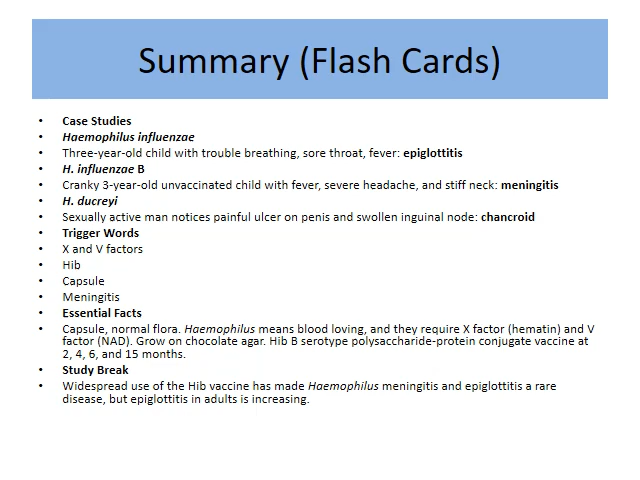 Summary (Flash Cards)
• Case Studies
• Haemophilus influenzae
• Three-year-old child with trouble breathing, sore throat, fever: epiglottitis
• H. influenzae B
• Cranky 3-year-old unvaccinated child with fever, severe headache, and stiff neck: meningitis
• H. ducreyi
• Sexually active man notices painful ulcer on penis and swollen inguinal node: chancroid
• Trigger Words
• X and V factors
• Hib
• Capsule
• Meningitis
• Essential Facts
• Capsule, normal flora. Haemophilus means blood loving, and they require X factor (hematin) and V
factor (NAD). Grow on chocolate agar. Hib B serotype polysaccharide-protein conjugate vaccine at
2, 4, 6, and 15 months.
• Study Break
• Widespread use of the Hib vaccine has made Haemophilus meningitis and epiglottitis a rare
disease, but epiglottitis in adults is increasing.